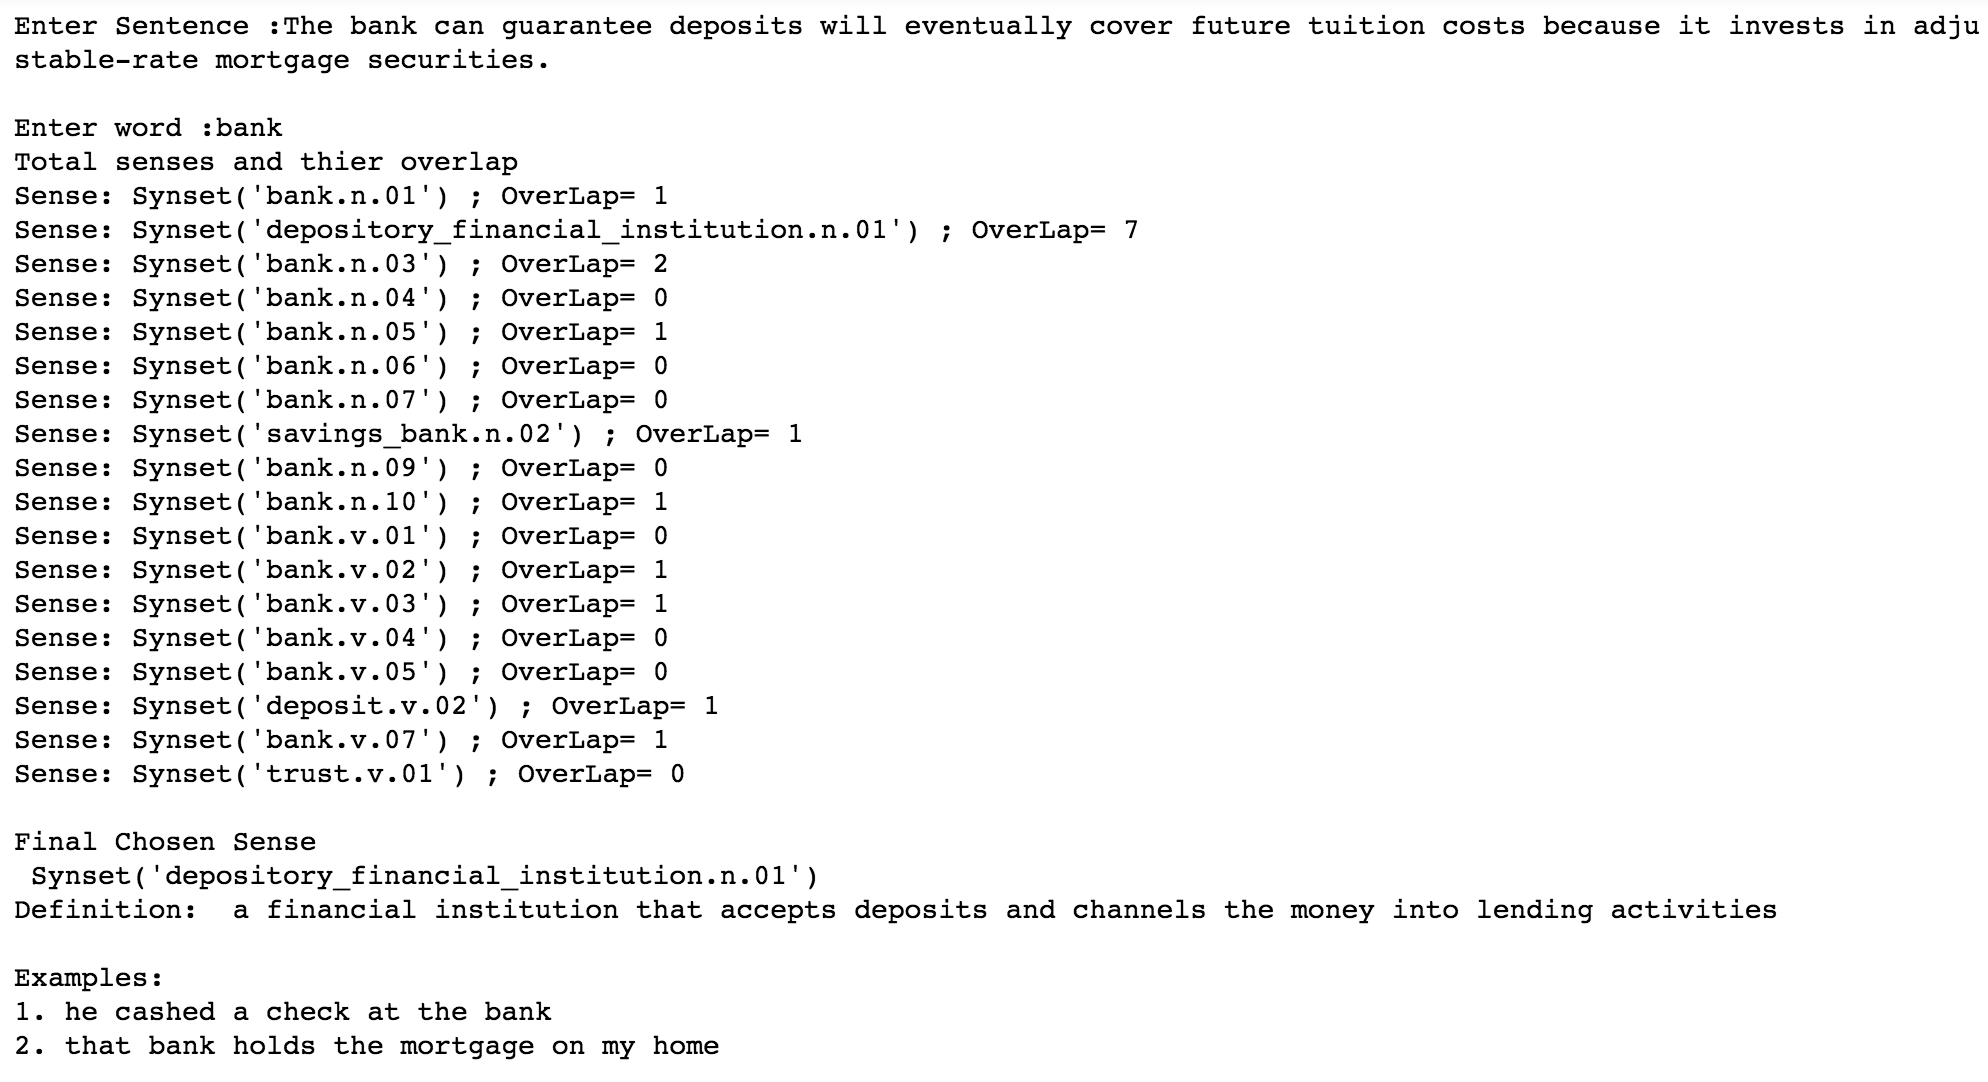 Enter Sentence :The bank can guarantee deposits will eventually cover future tuition costs because it invests in adju
stable-rate mortgage securities.
Enter word :bank
Total senses and thier overlap
Sense: Synset('bank.n.01') ; OverLap= 1
Sense: Synset('depository_financial_institution.n.01') ; OverLap= 7
Sense: Synset('bank.n.03') ; OverLap= 2
Sense: Synset('bank.n.04') ; OverLap= 0
Sense: Synset('bank.n.05') ; OverLap= 1
Sense: Synset('bank.n.06') ; OverLap= 0
Sense: Synset('bank.n.07') ; OverLap= 0
Sense: Synset('savings_bank.n.02') ; OverLap= 1
Sense: Synset('bank.n.09') ; OverLap= 0
Sense: Synset('bank.n.10') ; OverLap= 1
Sense: Synset('bank.v.01') ; OverLap= 0
Sense: Synset('bank.v.02') ; OverLap= 1
Sense: Synset('bank.v.03') ; OverLap= 1
Sense: Synset('bank.v.04') ; OverLap= 0
Sense: Synset('bank.v.05') ; OverLap= 0
Sense: Synset('deposit.v.02') ; OverLap= 1
Sense: Synset('bank.v.07') ; OverLap= 1
Sense: Synset('trust.v.01') ; OverLap= 0
Final Chosen Sense
 Synset('depository_financial_institution.n.01')
Definition:  a financial institution that accepts deposits and channels the money into lending activities
Examples:
1. he cashed a check at the bank
2. that bank holds the mortgage on my home